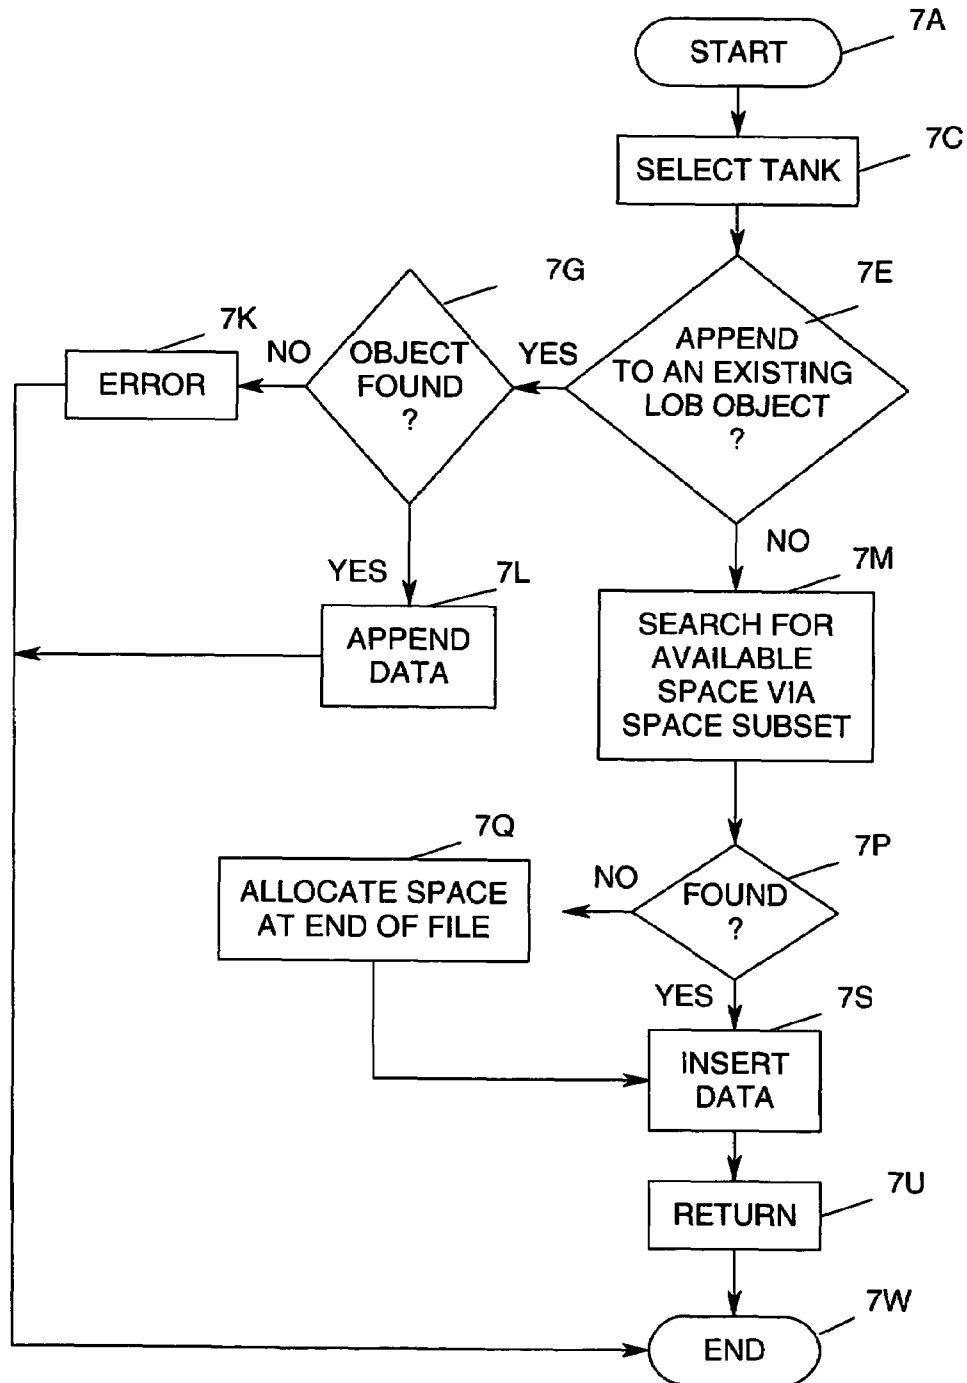 7A
START
7C
SELECT TANK
7E
APPEND
TO AN EXISTING
LOB OBJECT
?
YES
7G
OBJECT
FOUND
?
NO
7K
ERROR
YES
7L
APPEND
DATA
NO
7M
SEARCH FOR
AVAILABLE
SPACE VIA
SPACE SUBSET
7P
FOUND
?
NO
7Q
ALLOCATE SPACE
AT END OF FILE
YES
7S
INSERT
DATA
7U
RETURN
7W
END